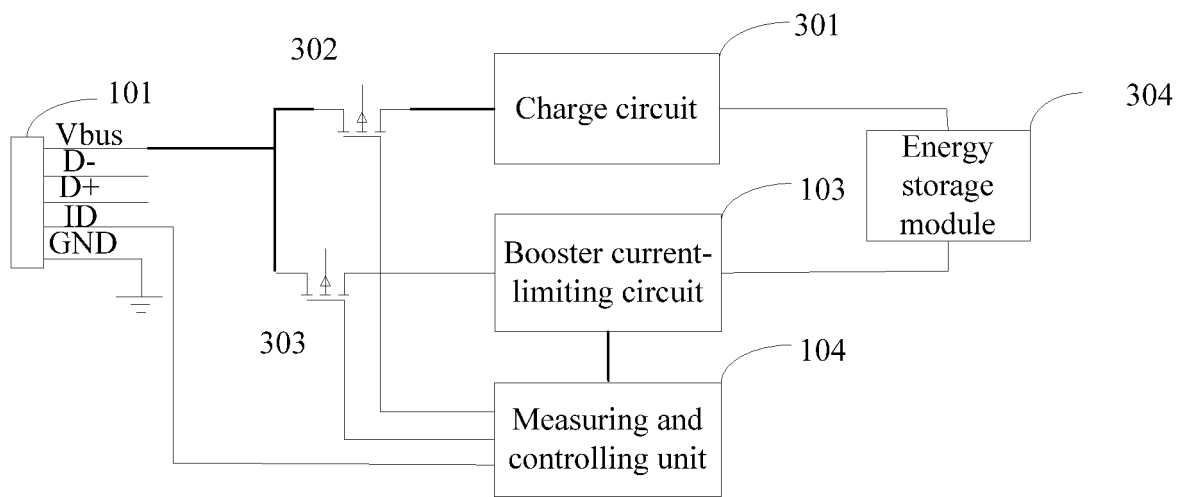 301
302
101
Charge circuit
304
Vbus
D-
D+
ID
GND
Energy
storage
module
103
Booster current-
limiting circuit
303
104
Measuring and
controlling unit